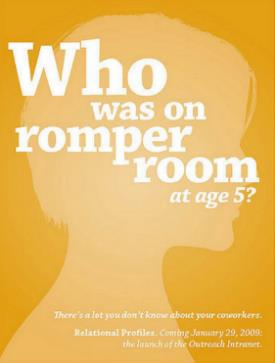 Who
was on
romper
room
at age 5?
There's a lot you don't know about your coworkers.
Relational Profiles. Coming January 29, 2009:
the launch of the Outreach Intranet.